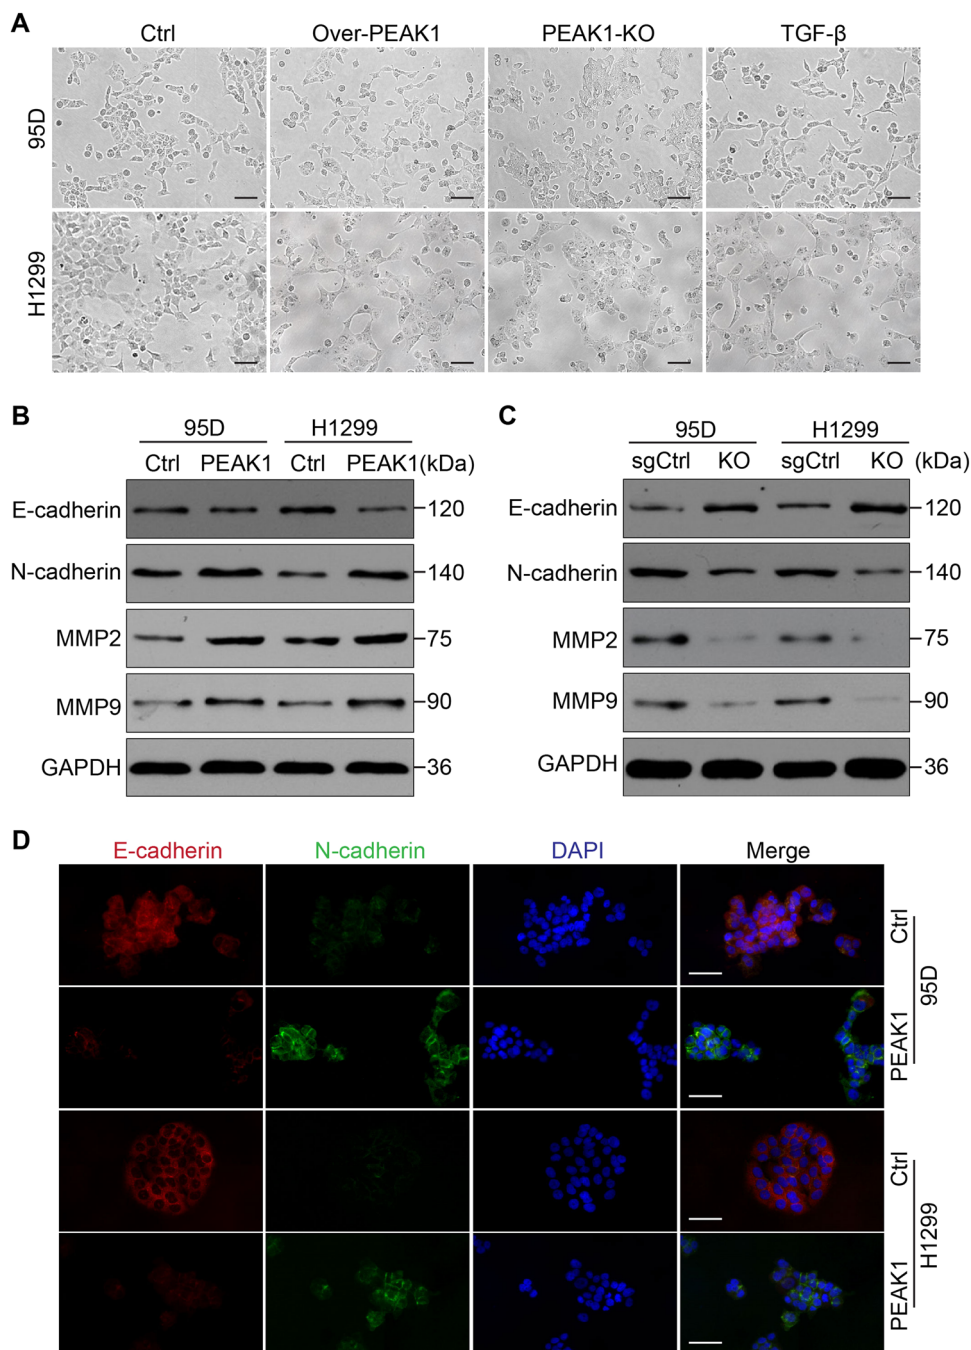 A
Ctrl Over-PEAK1 PEAK1-KO TGF-β
95D
H1299
B
95D H1299
Ctrl PEAK1 Ctrl PEAK1(kDa)
E-cadherin 120
N-cadherin 140
MMP2 75
MMP9 90
GAPDH 36
C
95D H1299
sgCtrl KO sgCtrl KO (kDa)
E-cadherin 120
N-cadherin 140
MMP2 75
MMP9 90
GAPDH 36
D
E-cadherin N-cadherin DAPI Merge
Ctrl
PEAK1
95D
Ctrl
PEAK1
H1299